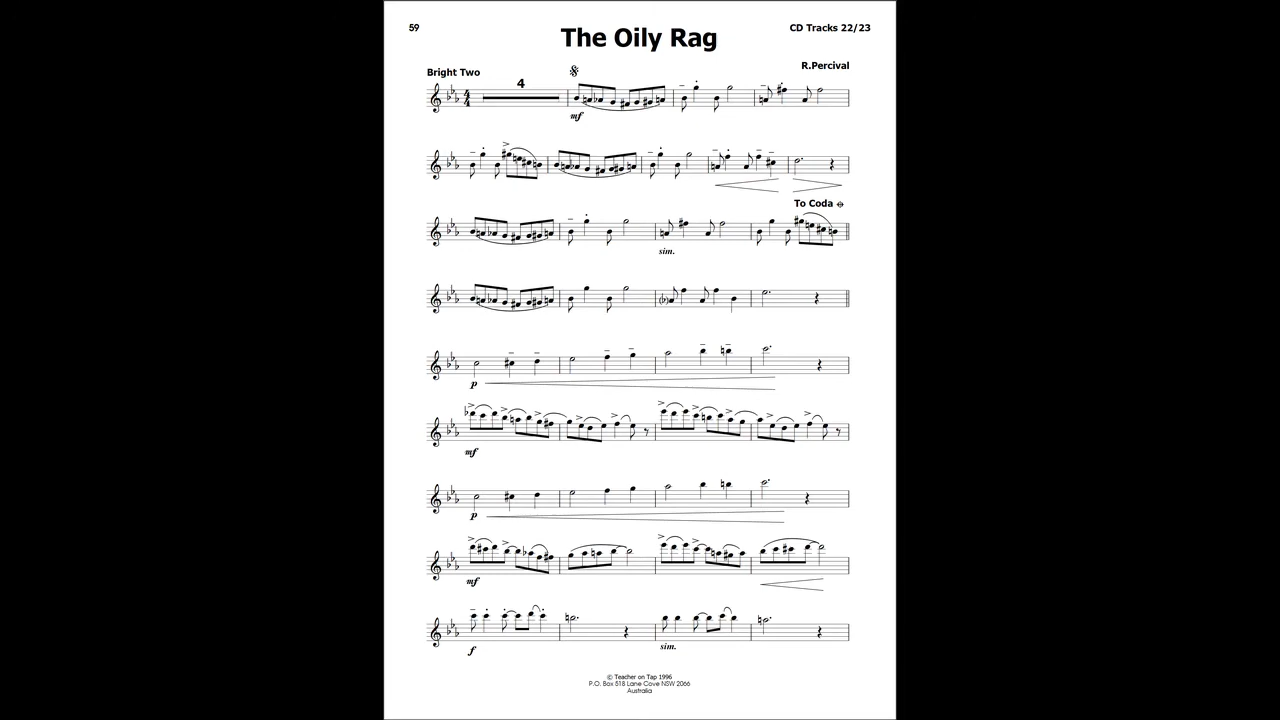 59
CD Tracks 22/23
The Oily Rag
R.Percival
Bright Two
4
mf
To Coda
sim.
p
mf
p
mf
f
sim.
© Teacher on Tap 1996
P.O. Box 518 Lane Cove NSW 2066
Australia